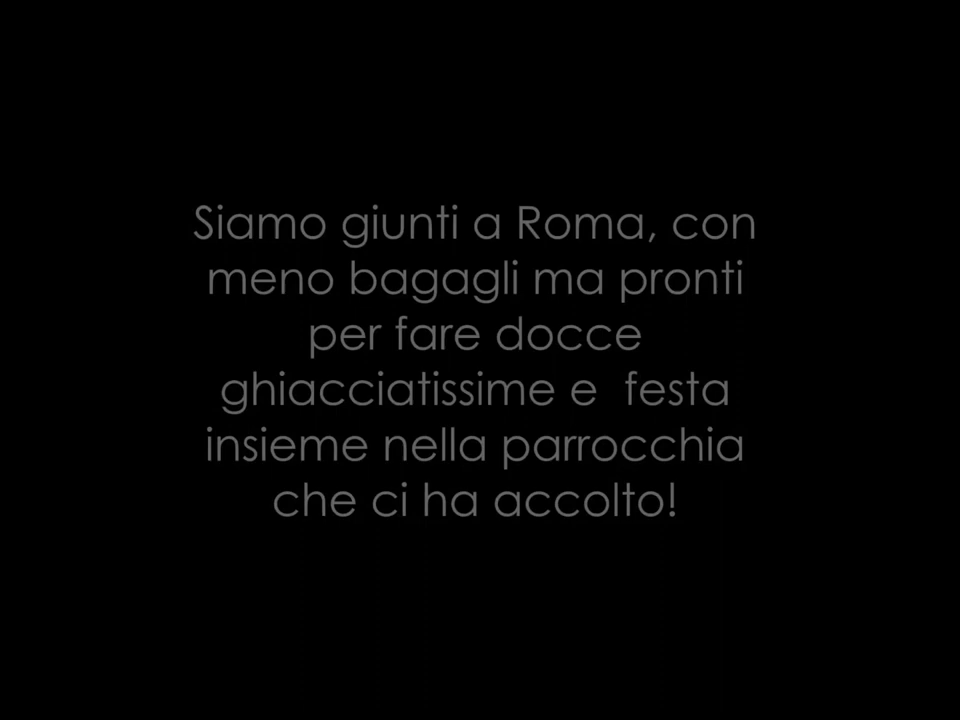 Siamo giunti a Roma, con
meno bagagli ma pronti
per fare docce
ghiacciatissime e  festa
insieme nella parrocchia
che ci ha accolto!